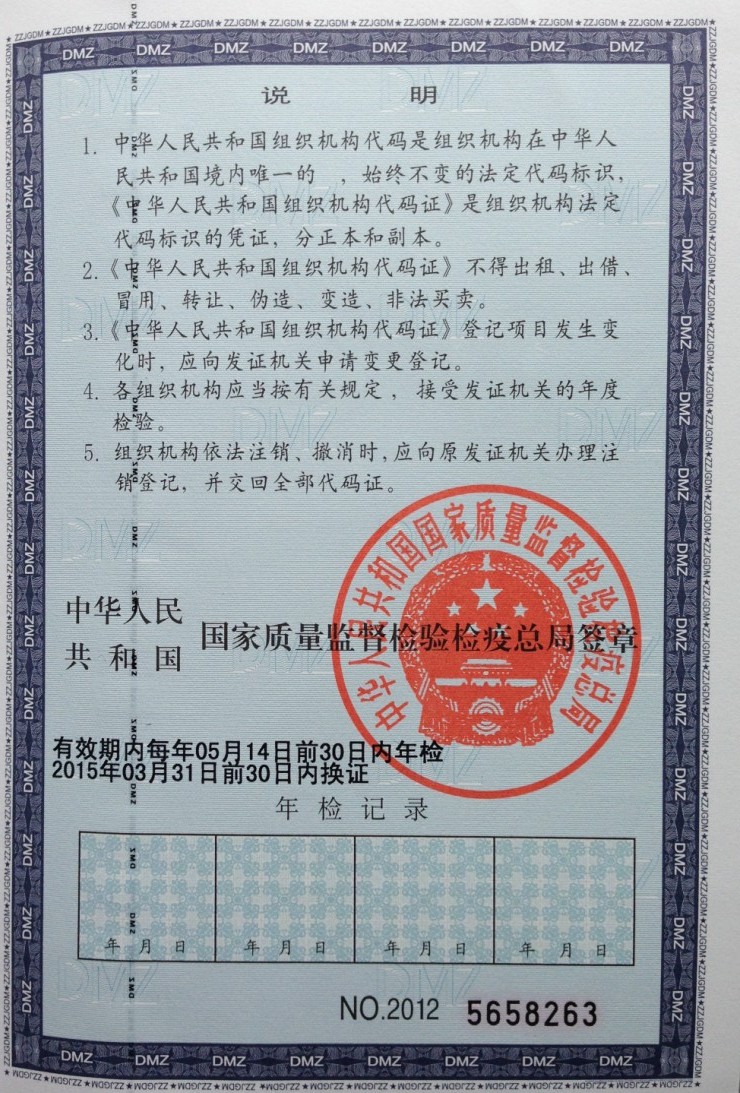 说 明
1. 中华人民共和国组织机构代码是组织机构在中华人
民共和国境内唯一的 ，始终不变的法定代码标识，
《中华人民共和国组织机构代码证》是组织机构法定
代码标识的凭证，分正本和副本。
2.《中华人民共和国组织机构代码证》不得出租、出借、
冒用、转让、伪造、变造、非法买卖。
3.《中华人民共和国组织机构代码证》登记项目发生变
化时，应向发证机关申请变更登记。
4. 各组织机构应当按有关规定，接受发证机关的年度
检验。
5. 组织机构依法注销、撤消时，应向原发证机关办理注
销登记，并交回全部代码证。
中华人民
共和国
国家质量监督检验检疫总局签章
中华人民共和国国家质量监督检验检疫总局
有效期内每年05月14日前30日内年检
2015年03月31日前30日内换证
年检记录
年 月 日 年 月 日 年 月 日 年 月 日
NO.2012 5658263